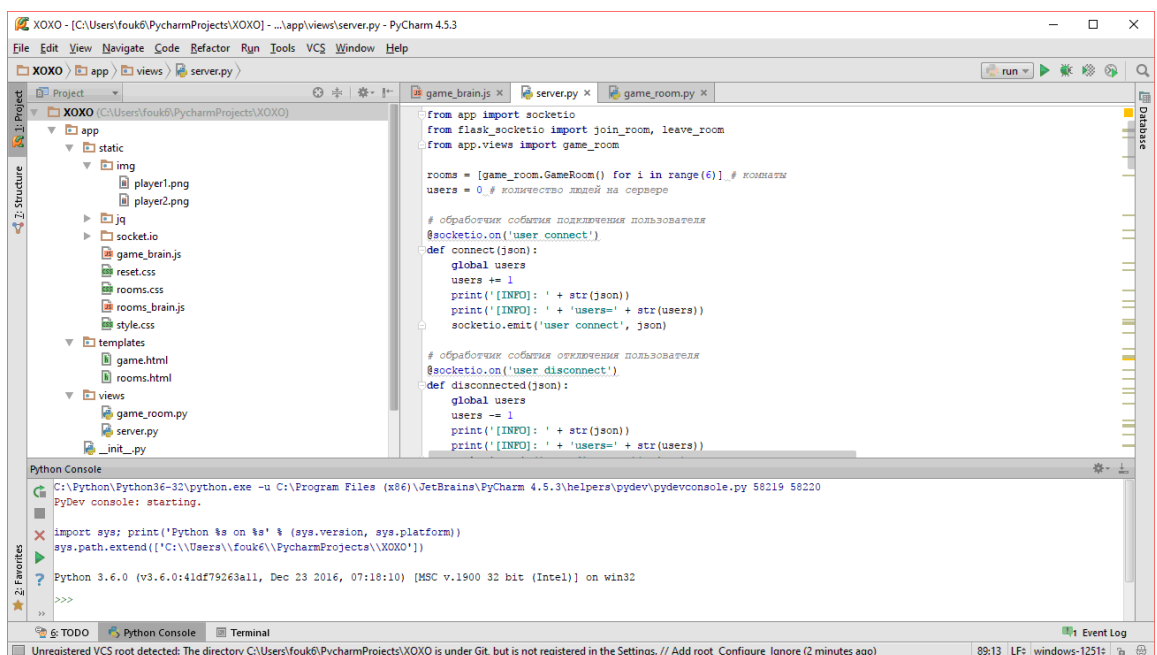 XOXO - [C:\Users\fouk6\PycharmProjects\XOXO] - ...\app\views\server.py - PyCharm 4.5.3
File Edit View Navigate Code Refactor Run Tools VCS Window Help
XOXO app views server.py run
1: Project
Project
game_brain.js server.py game_room.py
XOXO (C:\Users\fouk6\PycharmProjects\XOXO)
app
static
img
player1.png
player2.png
jq
socket.io
game_brain.js
reset.css
rooms.css
rooms_brain.js
style.css
templates
game.html
rooms.html
views
game_room.py
server.py
__init__.py
7: Structure
2: Favorites
Database
from app import socketio
from flask_socketio import join_room, leave_room
from app.views import game_room
rooms = [game_room.GameRoom() for i in range(6)] # комнаты
users = 0 # количество людей на сервере
# обработчик события подключения пользователя
@socketio.on('user connect')
def connect(json):
global users
users += 1
print('[INFO]: ' + str(json))
print('[INFO]: ' + 'users=' + str(users))
socketio.emit('user connect', json)
# обработчик события отключения пользователя
@socketio.on('user disconnect')
def disconnected(json):
global users
users -= 1
print('[INFO]: ' + str(json))
print('[INFO]: ' + 'users=' + str(users))
Python Console
C:\Python\Python36-32\python.exe -u C:\Program Files (x86)\JetBrains\PyCharm 4.5.3\helpers\pydev\pydevconsole.py 58219 58220
PyDev console: starting.
import sys; print('Python %s on %s' % (sys.version, sys.platform))
sys.path.extend(['C:\\Users\\fouk6\\PycharmProjects\\XOXO'])
Python 3.6.0 (v3.6.0:41df79263a11, Dec 23 2016, 07:18:10) [MSC v.1900 32 bit (Intel)] on win32
>>>
6: TODO Python Console Terminal 1 Event Log
Unregistered VCS root detected: The directory C:\Users\fouk6\PycharmProjects\XOXO is under Git, but is not registered in the Settings. // Add root Configure Ignore (2 minutes ago) 89:13 LF windows-1251